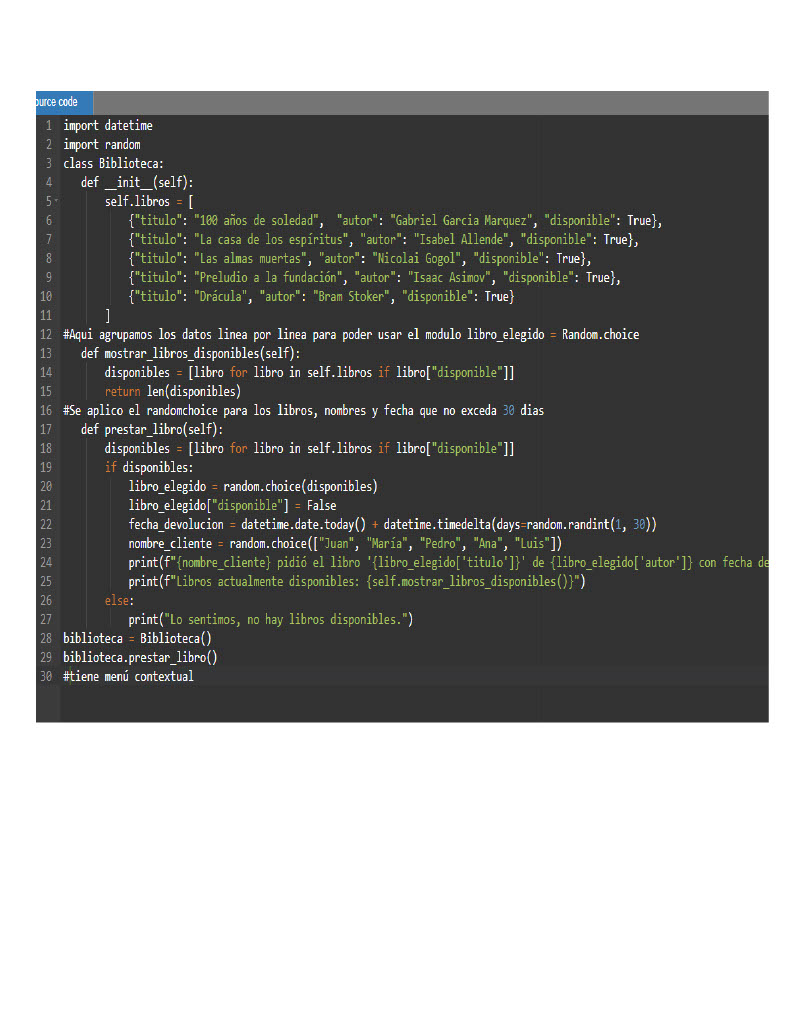 ource code
1 import datetime
2 import random
3 class Biblioteca:
4 def __init__(self):
5 self.libros = [
6 {"titulo": "100 años de soledad", "autor": "Gabriel Garcia Marquez", "disponible": True},
7 {"titulo": "La casa de los espíritus", "autor": "Isabel Allende", "disponible": True},
8 {"titulo": "Las almas muertas", "autor": "Nicolai Gogol", "disponible": True},
9 {"titulo": "Preludio a la fundación", "autor": "Isaac Asimov", "disponible": True},
10 {"titulo": "Drácula", "autor": "Bram Stoker", "disponible": True}
11 ]
12 #Aqui agrupamos los datos linea por linea para poder usar el modulo libro_elegido = Random.choice
13 def mostrar_libros_disponibles(self):
14 disponibles = [libro for libro in self.libros if libro["disponible"]]
15 return len(disponibles)
16 #Se aplico el randomchoice para los libros, nombres y fecha que no exceda 30 dias
17 def prestar_libro(self):
18 disponibles = [libro for libro in self.libros if libro["disponible"]]
19 if disponibles:
20 libro_elegido = random.choice(disponibles)
21 libro_elegido["disponible"] = False
22 fecha_devolucion = datetime.date.today() + datetime.timedelta(days=random.randint(1, 30))
23 nombre_cliente = random.choice(["Juan", "María", "Pedro", "Ana", "Luis"])
24 print(f"{nombre_cliente} pidió el libro '{libro_elegido['titulo']}' de {libro_elegido['autor']} con fecha de
25 print(f"Libros actualmente disponibles: {self.mostrar_libros_disponibles()}")
26 else:
27 print("Lo sentimos, no hay libros disponibles.")
28 biblioteca = Biblioteca()
29 biblioteca.prestar_libro()
30 #tiene menú contextual